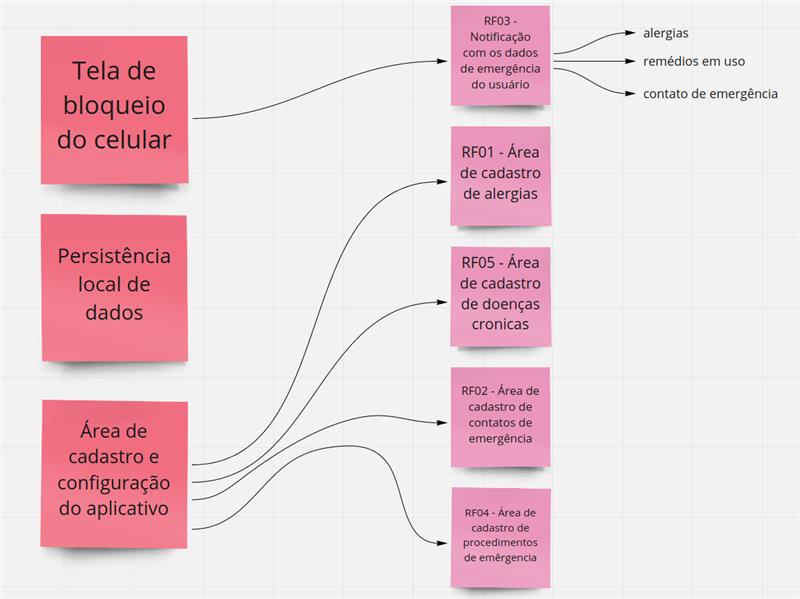 Tela de
bloqueio
do celular
Persistência
local de
dados
Área de
cadastro e
configuração
do aplicativo
RF03 -
Notificação
com os dados
de emergência
do usuário
alergias
remédios em uso
contato de emergência
RF01 - Área
de cadastro
de alergias
RF05 - Área
de cadastro
de doenças
cronicas
RF02 - Área de
cadastro de
contatos de
emergência
RF04 - Área de
cadastro de
procedimentos
de emêrgencia